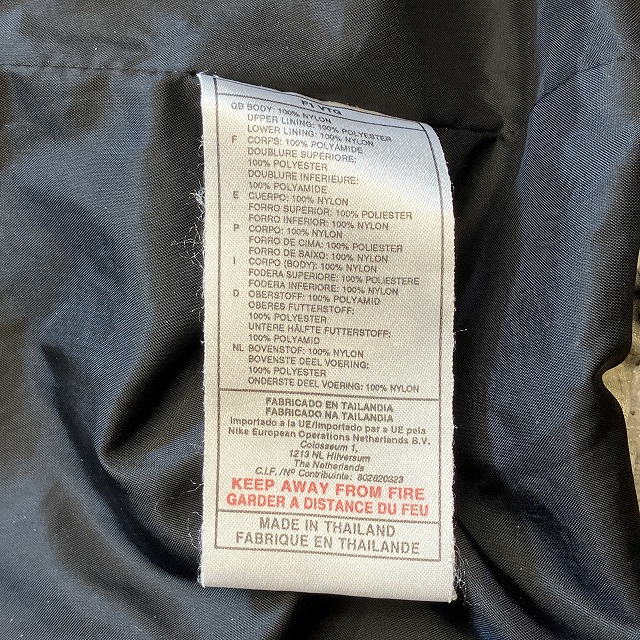 F1 VTG
GB BODY: 100% NYLON
UPPER LINING: 100% POLYESTER
LOWER LINING: 100% NYLON
F CORPS: 100% POLYAMIDE
DOUBLURE SUPERIORE:
100% POLYESTER
DOUBLURE INFERIEURE:
100% POLYAMIDE
E CUERPO: 100% NYLON
FORRO SUPERIOR: 100% POLIESTER
FORRO INFERIOR: 100% NYLON
P CORPO: 100% NYLON
FORRO DE CIMA: 100% POLIESTER
FORRO DE BAIXO: 100% NYLON
I CORPO (BODY): 100% NYLON
FODERA SUPERIORE: 100% POLIESTERE
FODERA INFERIORE: 100% NYLON
D OBERSTOFF: 100% POLYAMID
OBERES FUTTERSTOFF:
100% POLYESTER
UNTERE HÄLFTE FUTTERSTOFF:
100% POLYAMID
NL BOVENSTOF: 100% NYLON
BOVENSTE DEEL VOERING:
100% POLYESTER
ONDERSTE DEEL VOERING: 100% NYLON
FABRICADO EN TAILANDIA
FABRICADO NA TAILANDIA
Importado a la UE/Importado par a UE pela
Nike European Operations Netherlands B.V.
Colosseum 1,
1213 NL Hilversum
The Netherlands
C.I.F. /Nº Contribuinte: 802020323
KEEP AWAY FROM FIRE
GARDER A DISTANCE DU FEU
MADE IN THAILAND
FABRIQUE EN THAILANDE